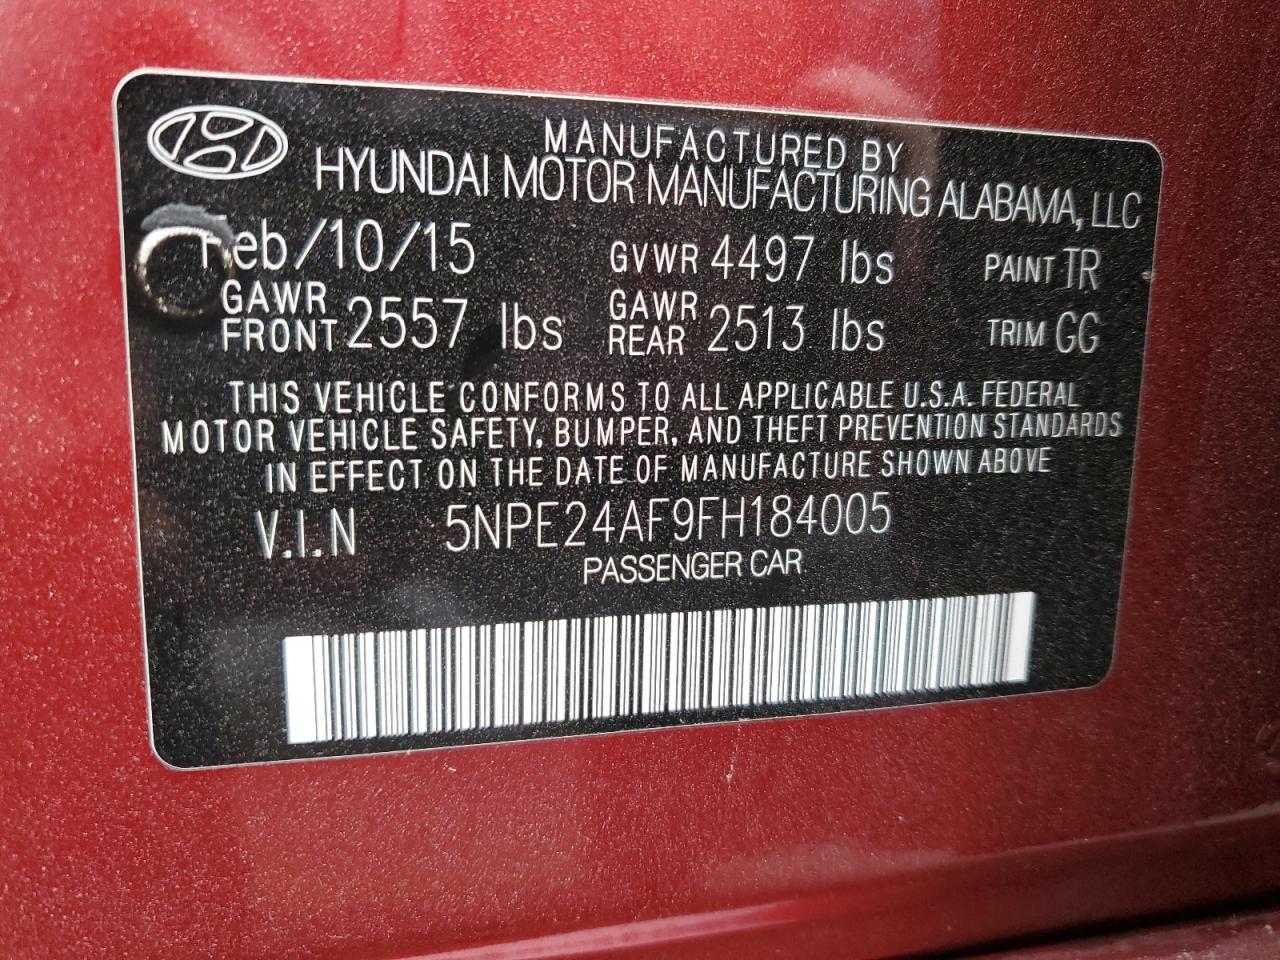 MANUFACTURED BY
HYUNDAI MOTOR MANUFACTURING ALABAMA, LLC
Feb/10/15 GVWR 4497 lbs PAINT TR
GAWR FRONT 2557 lbs GAWR REAR 2513 lbs TRIM GG
THIS VEHICLE CONFORMS TO ALL APPLICABLE U.S.A. FEDERAL
MOTOR VEHICLE SAFETY, BUMPER, AND THEFT PREVENTION STANDARDS
IN EFFECT ON THE DATE OF MANUFACTURE SHOWN ABOVE
V.I.N 5NPE24AF9FH184005
PASSENGER CAR